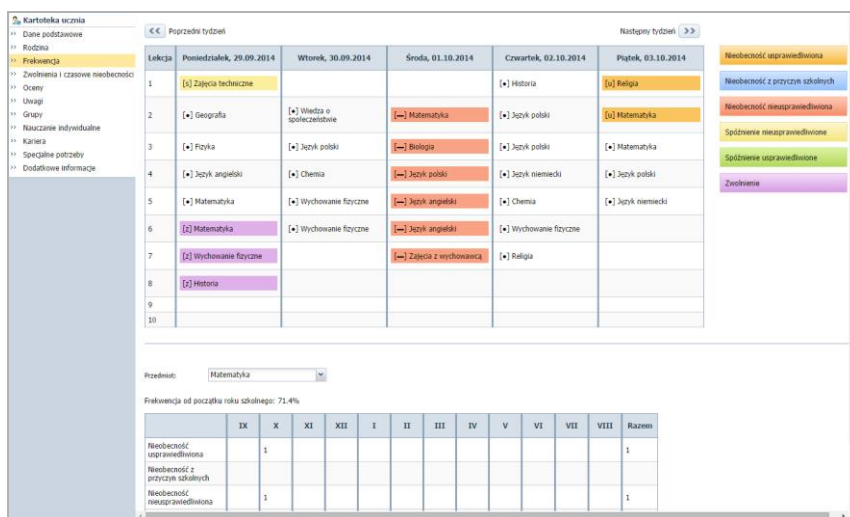 Kartoteka ucznia
Dane podstawowe
Rodzina
Frekwencja
Zwolnienia i czasowe nieobecności
Oceny
Uwagi
Grupy
Nauczanie indywidualne
Kariera
Specjalne potrzeby
Dodatkowe informacje
Poprzedni tydzień Następny tydzień
Lekcja Poniedziałek, 29.09.2014 Wtorek, 30.09.2014 Środa, 01.10.2014 Czwartek, 02.10.2014 Piątek, 03.10.2014
1 [s] Zajęcia techniczne [•] Historia [u] Religia
2 [•] Geografia [•] Wiedza o społeczeństwie [—] Matematyka [•] Język polski [u] Matematyka
3 [•] Fizyka [•] Język polski [—] Biologia [•] Język polski [•] Matematyka
4 [•] Język angielski [•] Chemia [—] Język polski [•] Język niemiecki [•] Język polski
5 [•] Matematyka [•] Wychowanie fizyczne [—] Język angielski [•] Chemia [•] Język niemiecki
6 [z] Matematyka [•] Wychowanie fizyczne [—] Język angielski [•] Wychowanie fizyczne
7 [z] Wychowanie fizyczne [—] Zajęcia z wychowawcą [•] Religia
8 [z] Historia
9
10
Nieobecność usprawiedliwiona
Nieobecność z przyczyn szkolnych
Nieobecność nieusprawiedliwiona
Spóźnienie nieusprawiedliwione
Spóźnienie usprawiedliwione
Zwolnienie
Przedmiot: Matematyka
Frekwencja od początku roku szkolnego: 71.4%
IX X XI XII I II III IV V VI VII VIII Razem
Nieobecność usprawiedliwiona 1 1
Nieobecność z przyczyn szkolnych
Nieobecność nieusprawiedliwiona 1 1